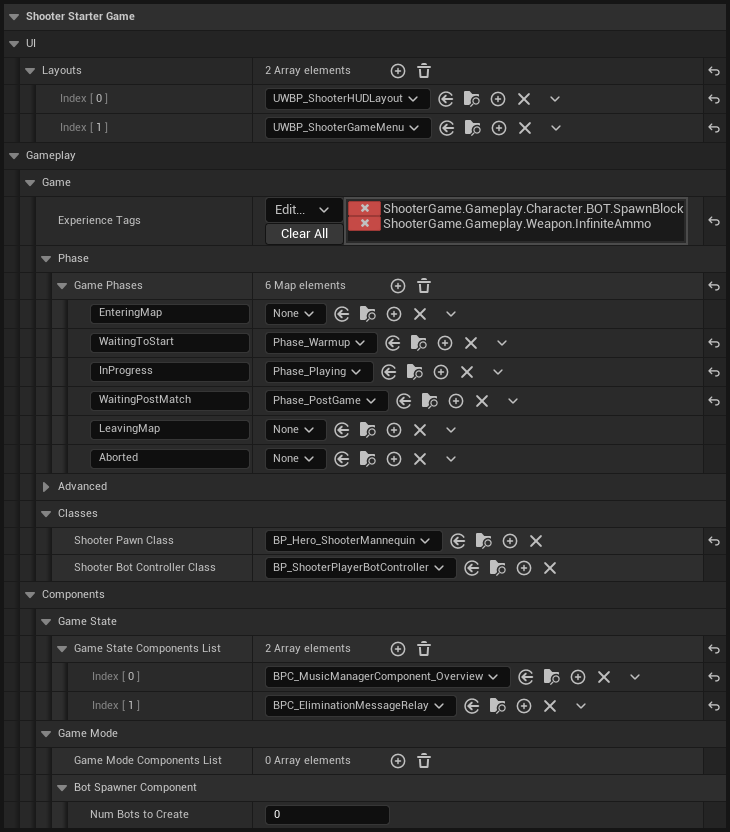 Shooter Starter Game
UI
Layouts 2 Array elements
Index [ 0 ] UWBP_ShooterHUDLayout
Index [ 1 ] UWBP_ShooterGameMenu
Gameplay
Game
Experience Tags Edit... ShooterGame.Gameplay.Character.BOT.SpawnBlock
ShooterGame.Gameplay.Weapon.InfiniteAmmo
Clear All
Phase
Game Phases 6 Map elements
EnteringMap None
WaitingToStart Phase_Warmup
InProgress Phase_Playing
WaitingPostMatch Phase_PostGame
LeavingMap None
Aborted None
Advanced
Classes
Shooter Pawn Class BP_Hero_ShooterMannequin
Shooter Bot Controller Class BP_ShooterPlayerBotController
Components
Game State
Game State Components List 2 Array elements
Index [ 0 ] BPC_MusicManagerComponent_Overview
Index [ 1 ] BPC_EliminationMessageRelay
Game Mode
Game Mode Components List 0 Array elements
Bot Spawner Component
Num Bots to Create 0